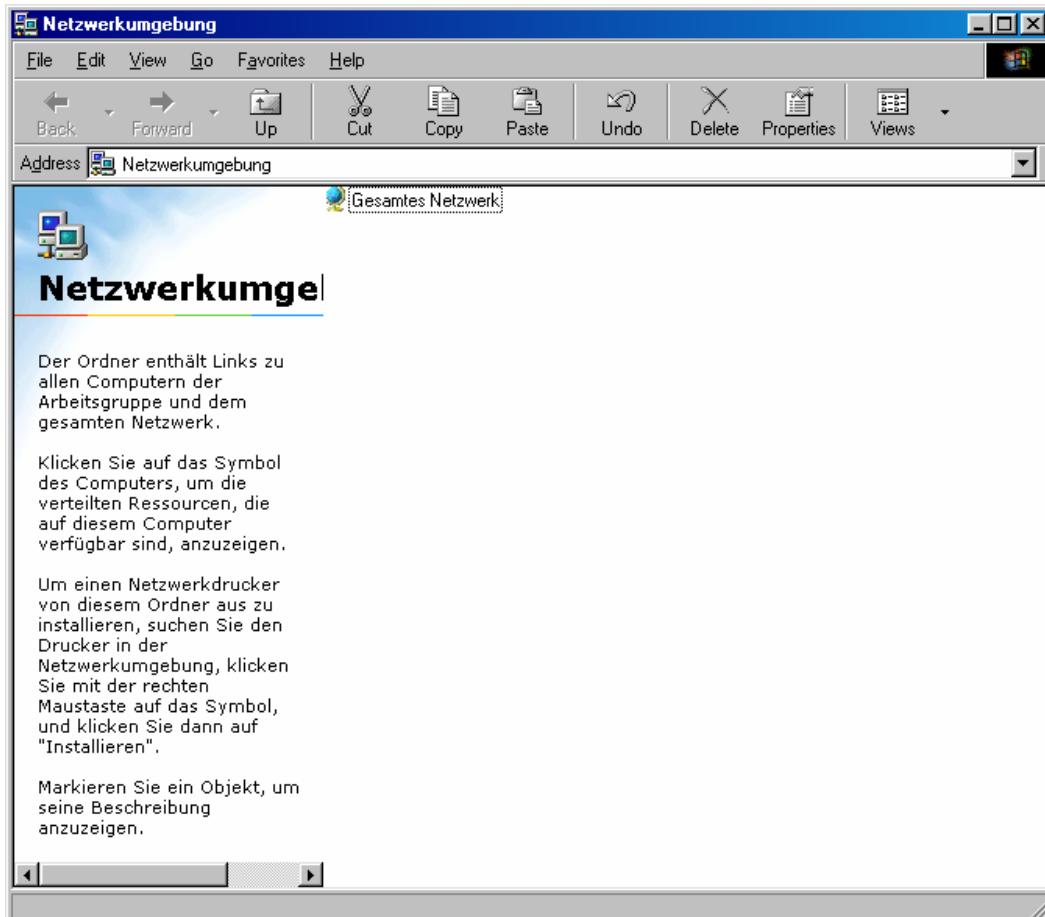 Netzwerkumgebung
File Edit View Go Favorites Help
Back Forward Up Cut Copy Paste Undo Delete Properties Views
Address Netzwerkumgebung
Gesamtes Netzwerk
Netzwerkumge
Der Ordner enthält Links zu
allen Computern der
Arbeitsgruppe und dem
gesamten Netzwerk.
Klicken Sie auf das Symbol
des Computers, um die
verteilten Ressourcen, die
auf diesem Computer
verfügbar sind, anzuzeigen.
Um einen Netzwerkdrucker
von diesem Ordner aus zu
installieren, suchen Sie den
Drucker in der
Netzwerkumgebung, klicken
Sie mit der rechten
Maustaste auf das Symbol,
und klicken Sie dann auf
"Installieren".
Markieren Sie ein Objekt, um
seine Beschreibung
anzuzeigen.